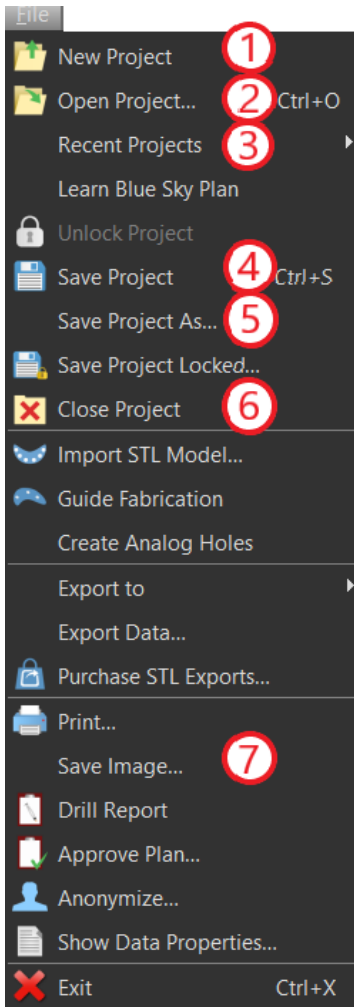 File
New Project 1
Open Project... 2 Ctrl+O
Recent Projects 3
Learn Blue Sky Plan
Unlock Project
Save Project 4 Ctrl+S
Save Project As... 5
Save Project Locked...
Close Project 6
Import STL Model...
Guide Fabrication
Create Analog Holes
Export to
Export Data...
Purchase STL Exports...
Print...
Save Image... 7
Drill Report
Approve Plan...
Anonymize...
Show Data Properties...
Exit Ctrl+X